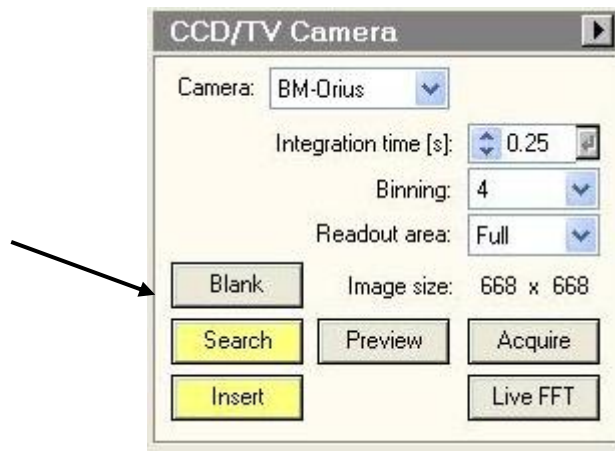 CCD/TV Camera
Camera: BM-Orius
Integration time [s]: 0.25
Binning: 4
Readout area: Full
Blank Image size: 668 x 668
Search Preview Acquire
Insert Live FFT